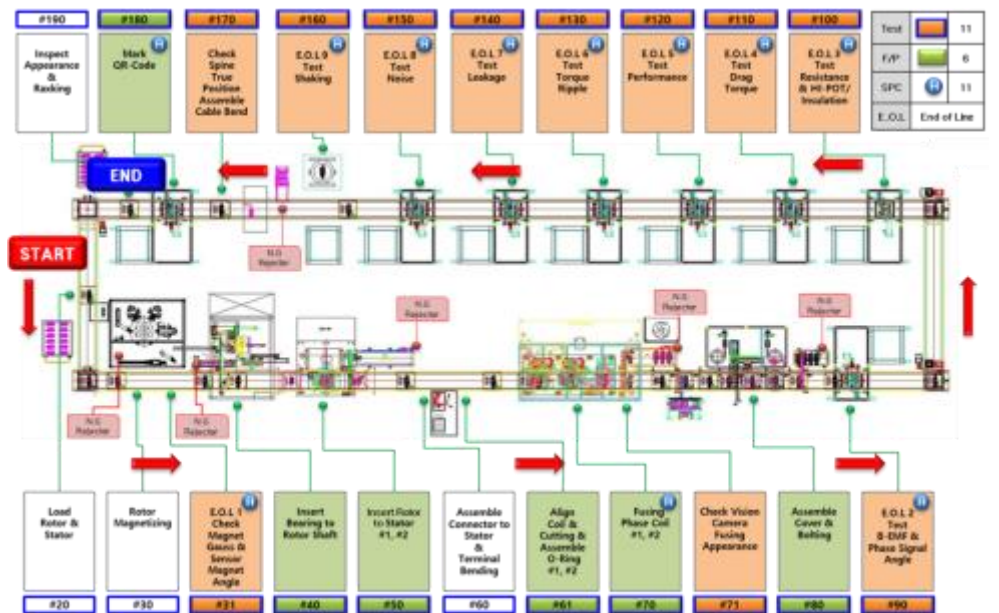 #190
#180
#170
#160
#150
#140
#130
#120
#110
#100
Inspect
Appearance
&
Racking
Mark
QR-Code
H
Check
Spine
True
Position
Assemble
Cable Band
E.O.L 9
Test
Shaking
H
E.O.L 8
Test
Noise
H
E.O.L 7
Test
Leakage
H
E.O.L 6
Test
Torque
Ripple
H
E.O.L 5
Test
Performance
H
E.O.L 4
Test
Drag
Torque
H
E.O.L 3
Test
Resistance
& HI-POT/
Insulation
H
Test 11
F/P 6
SPC H 11
E.O.L End of Line
END
START
N.G
Rejecter
N.G
Rejecter
N.G
Rejecter
N.G
Rejecter
N.G
Rejecter
N.G
Rejecter
Load
Rotor &
Stator
Rotor
Magnetizing
H
E.O.L 1
Check
Magnet
Gauss &
Sensor
Magnet
Angle
Insert
Bearing to
Rotor Shaft
Insert Rotor
to Stator
#1, #2
Assemble
Connector to
Stator
&
Terminal
Bending
Align
Coil &
Cutting &
Assemble
O-Ring
#1, #2
H
Fusing
Phase Coil
#1, #2
Check Vision
Camera
Fusing
Appearance
Assemble
Cover &
Bolting
H
E.O.L 2
Test
B-EMF &
Phase Signal
Angle
#20
#30
#31
#40
#50
#60
#61
#70
#71
#80
#90